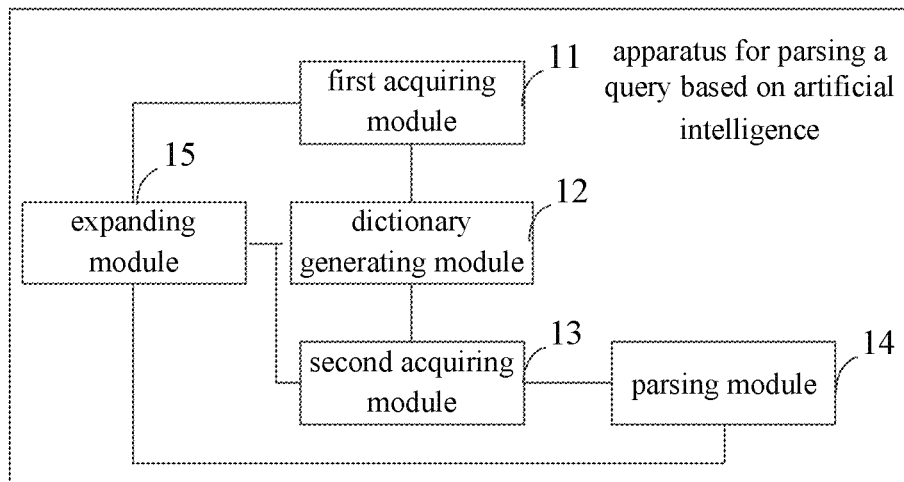 apparatus for parsing a
query based on artificial
intelligence
11
first acquiring
module
15
expanding
module
12
dictionary
generating module
13
second acquiring
module
14
parsing module